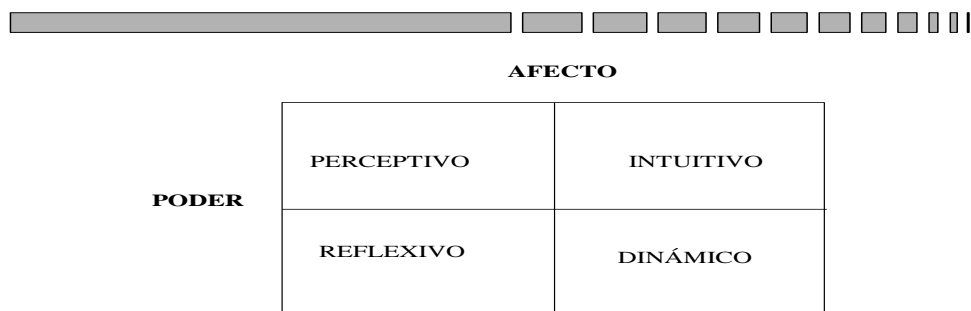 AFECTO
PERCEPTIVO INTUITIVO
PODER
REFLEXIVO DINÁMICO